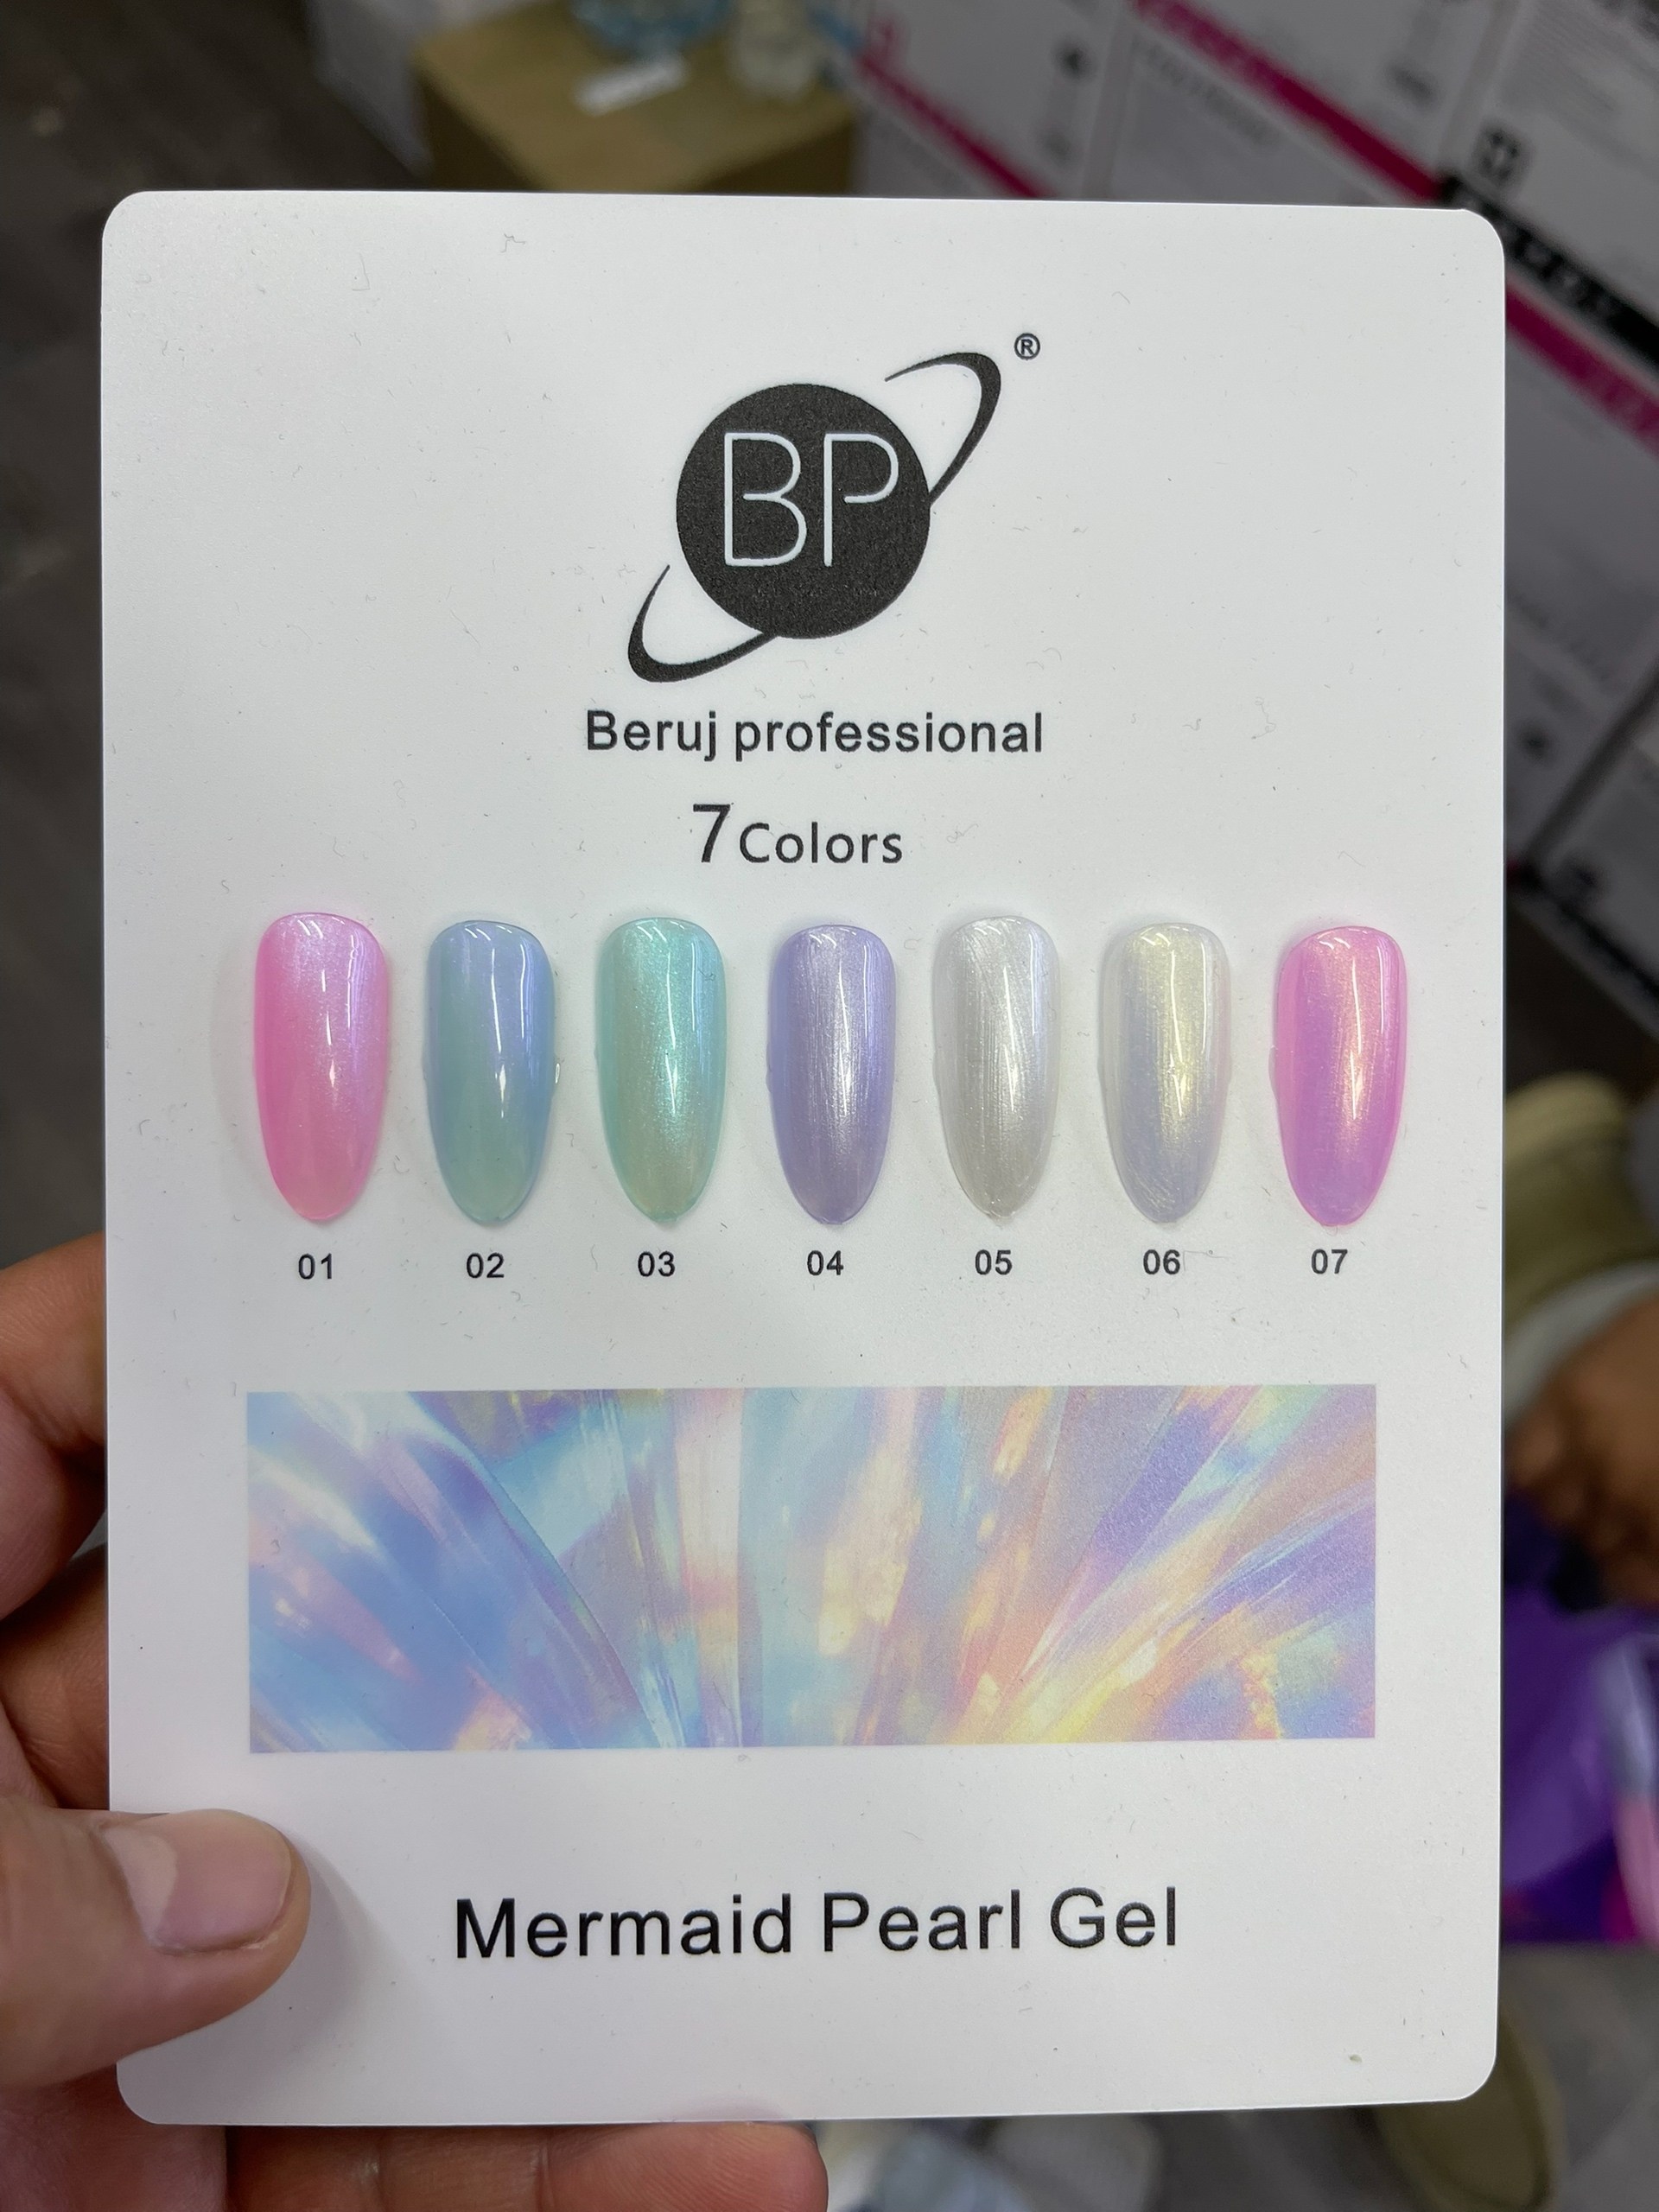 BP
®
Beruj professional
7 Colors
01 02 03 04 05 06 07
Mermaid Pearl Gel